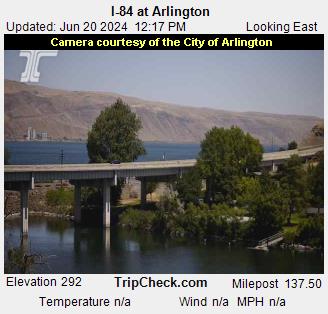 I-84 at Arlington
Updated: Jun 20 2024 12:17 PM Looking East
Camera courtesy of the City of Arlington
Elevation 292 TripCheck.com Milepost 137.50
Temperature n/a Wind n/a MPH n/a